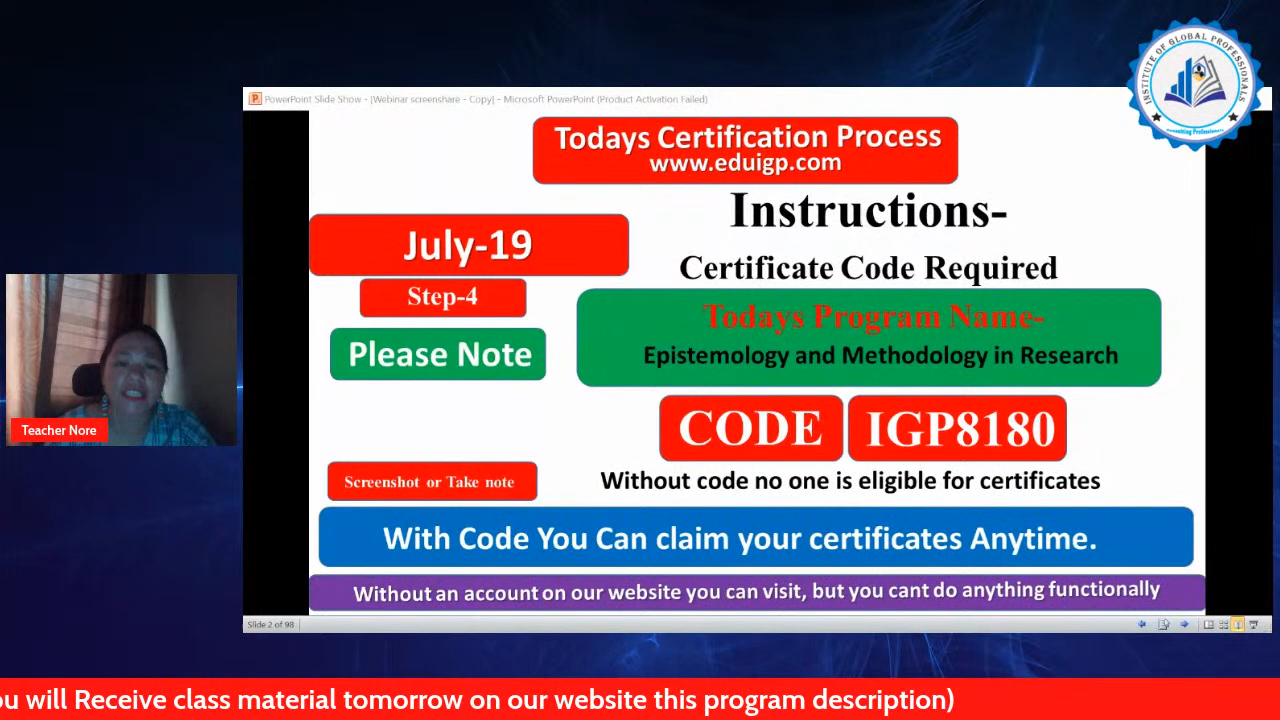 INSTITUTE OF GLOBAL PROFESSIONALS
Consulting Professionals
PowerPoint Slide Show - [Webinar screenshare - Copy] - Microsoft PowerPoint (Product Activation Failed)
Todays Certification Process
www.eduigp.com
Instructions-
July-19
Certificate Code Required
Step-4
Todays Program Name-
Please Note
Epistemology and Methodology in Research
CODE IGP8180
Teacher Nore
Screenshot or Take note
Without code no one is eligible for certificates
With Code You Can claim your certificates Anytime.
Without an account on our website you can visit, but you cant do anything functionally
Slide 2 of 98
ou will Receive class material tomorrow on our website this program description)